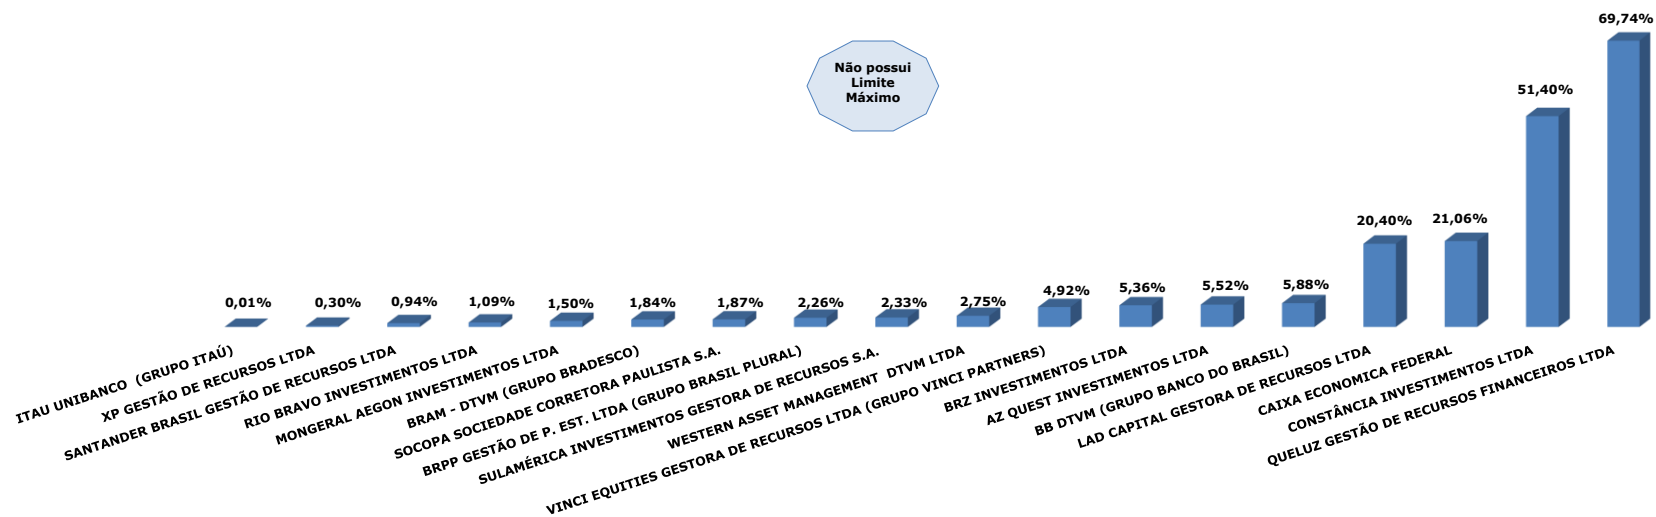 69,74%
Não possui
Limite
Máximo
51,40%
20,40%
21,06%
0,01%
0,30%
0,94%
1,09%
1,50%
1,84%
1,87%
2,26%
2,33%
2,75%
4,92%
5,36%
5,52%
5,88%
ITAU UNIBANCO  (GRUPO ITAÚ)
XP GESTÃO DE RECURSOS LTDA
SANTANDER BRASIL GESTÃO DE RECURSOS LTDA
RIO BRAVO INVESTIMENTOS LTDA
MONGERAL AEGON INVESTIMENTOS LTDA
BRAM - DTVM (GRUPO BRADESCO)
SOCOPA SOCIEDADE CORRETORA PAULISTA S.A.
BRPP GESTÃO DE P. EST. LTDA (GRUPO BRASIL PLURAL)
SULAMÉRICA INVESTIMENTOS GESTORA DE RECURSOS S.A.
WESTERN ASSET MANAGEMENT  DTVM LTDA
VINCI EQUITIES GESTORA DE RECURSOS LTDA (GRUPO VINCI PARTNERS)
BRZ INVESTIMENTOS LTDA
AZ QUEST INVESTIMENTOS LTDA
BB DTVM (GRUPO BANCO DO BRASIL)
LAD CAPITAL GESTORA DE RECURSOS LTDA
CAIXA ECONOMICA FEDERAL
CONSTÂNCIA INVESTIMENTOS LTDA
QUELUZ GESTÃO DE RECURSOS FINANCEIROS LTDA